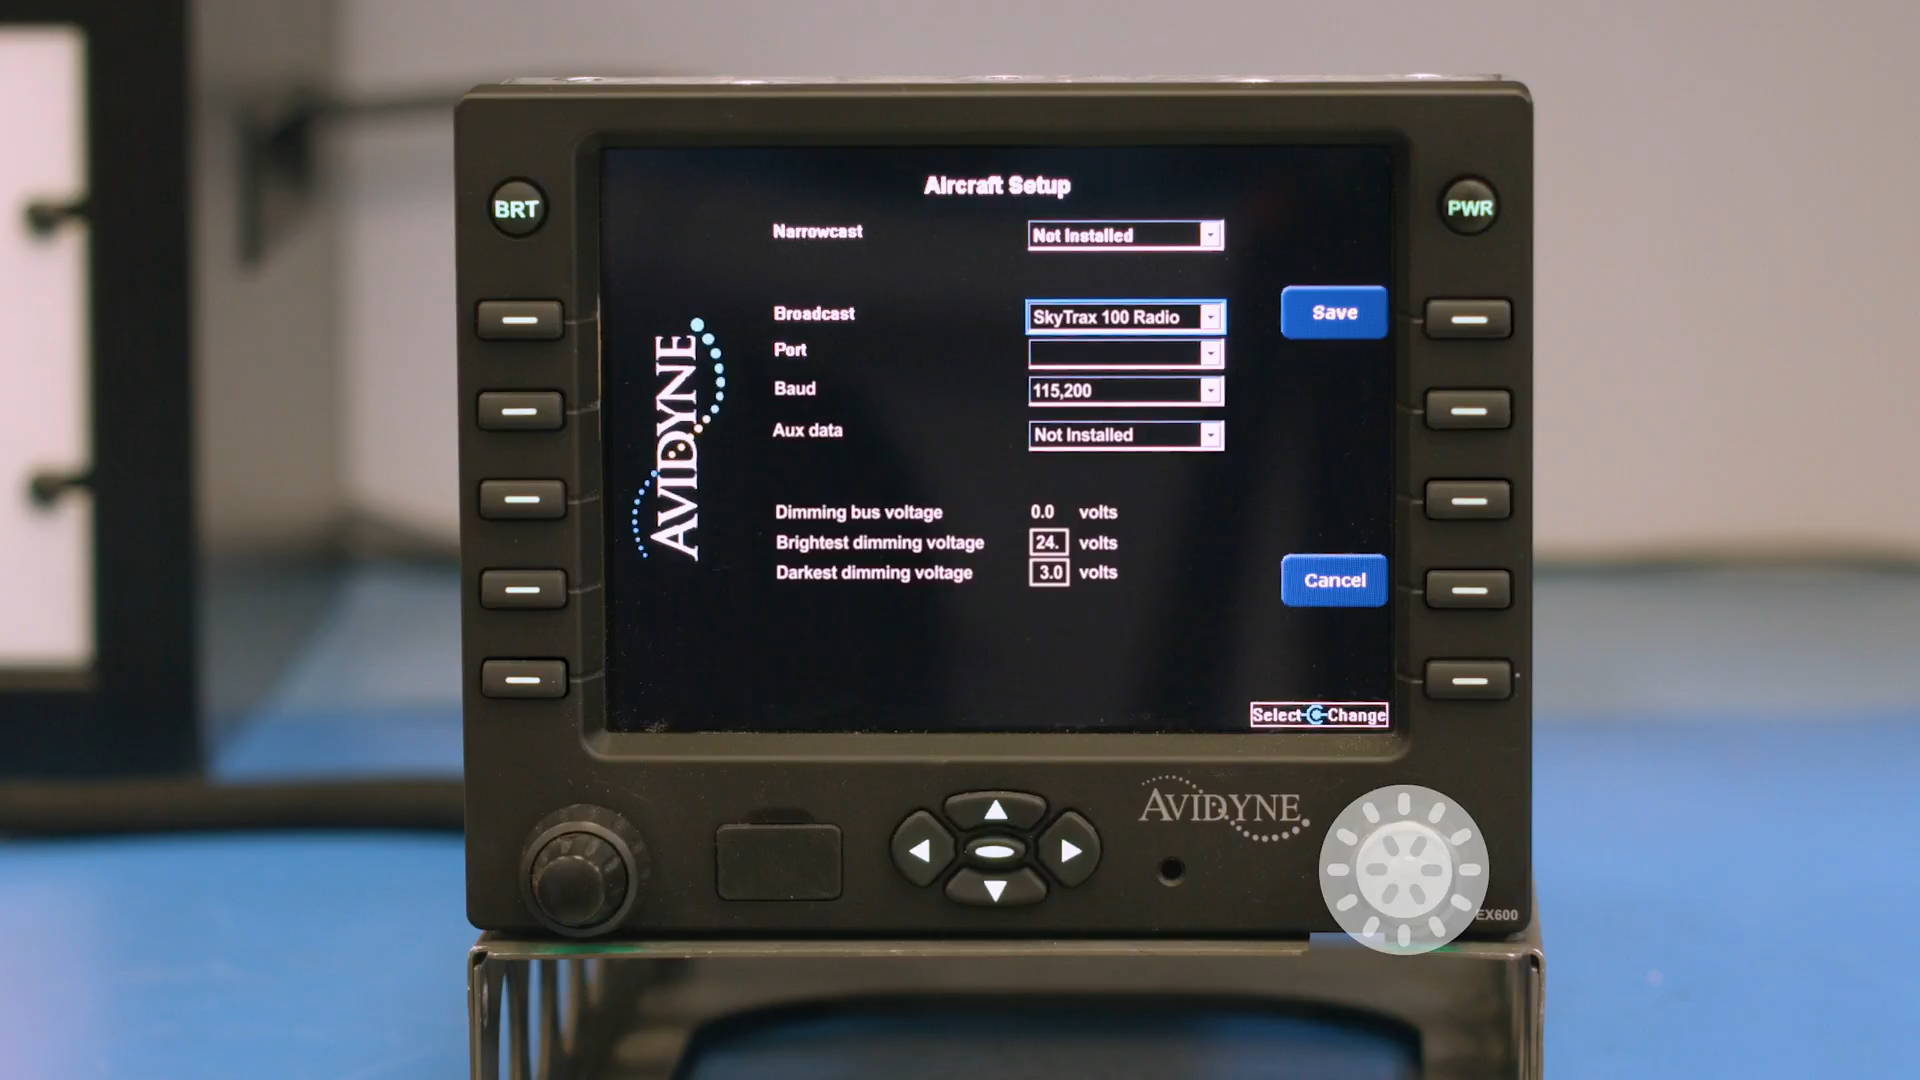 BRT
PWR
Aircraft Setup
Narrowcast Not Installed
Broadcast SkyTrax 100 Radio
Save
Port
Baud 115,200
Aux data Not Installed
AVIDYNE
Dimming bus voltage 0.0 volts
Brightest dimming voltage 24. volts
Darkest dimming voltage 3.0 volts
Cancel
Select Change
AVIDYNE
EX600